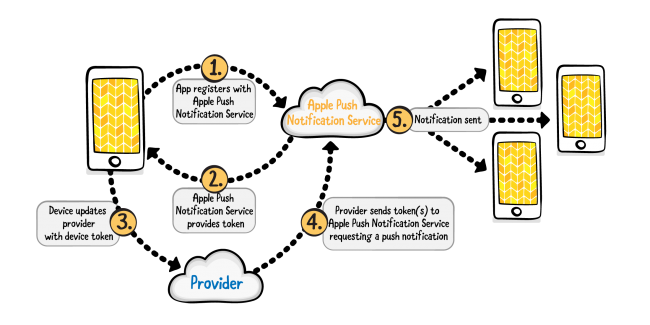 1.
App registers with
Apple Push
Notification Service
Apple Push
Notification Service
5.
Notification sent
2.
Apple Push
Notification Service
provides token
Device updates
provider
with device token
3.
4.
Provider sends token(s) to
Apple Push Notification Service
requesting a push notification
Provider